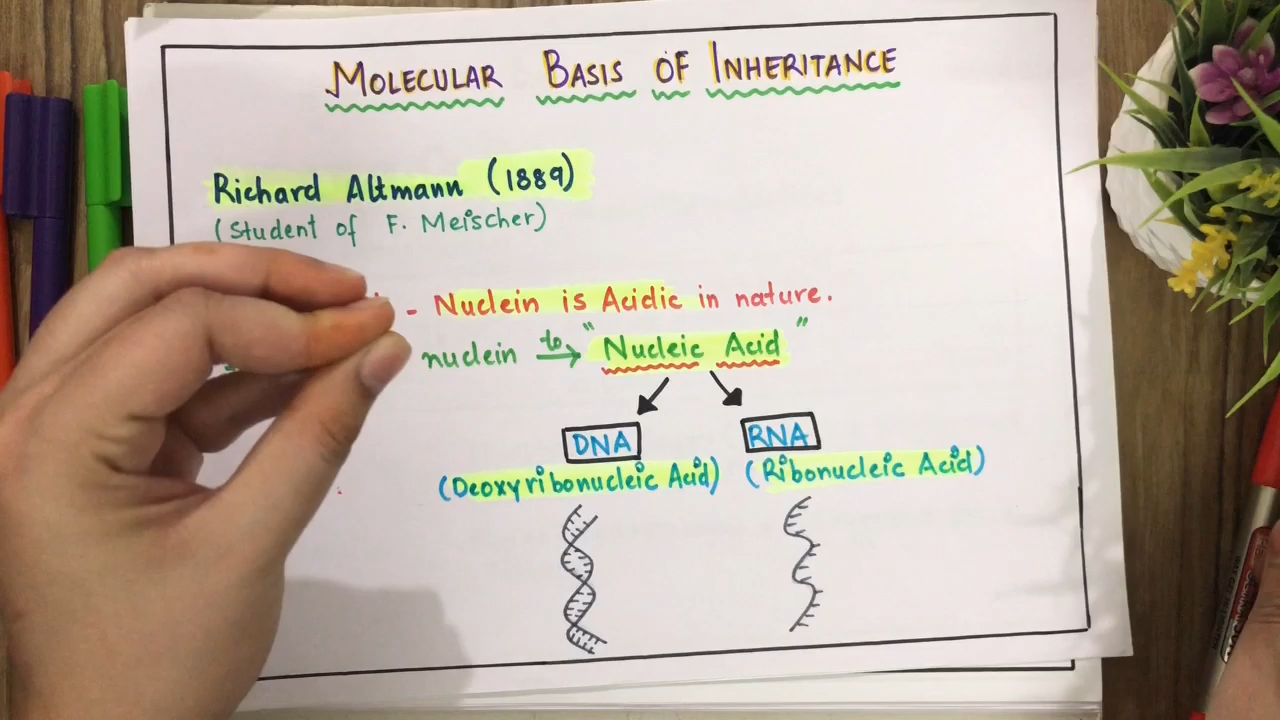 MOLECULAR BASIS OF INHERITANCE
Richard Altmann (1889)
(Student of F. Meischer)
- Nuclein is Acidic in nature.
nuclein to → "Nucleic Acid"
DNA
RNA
(Deoxyribonucleic Acid)
(Ribonucleic Acid)